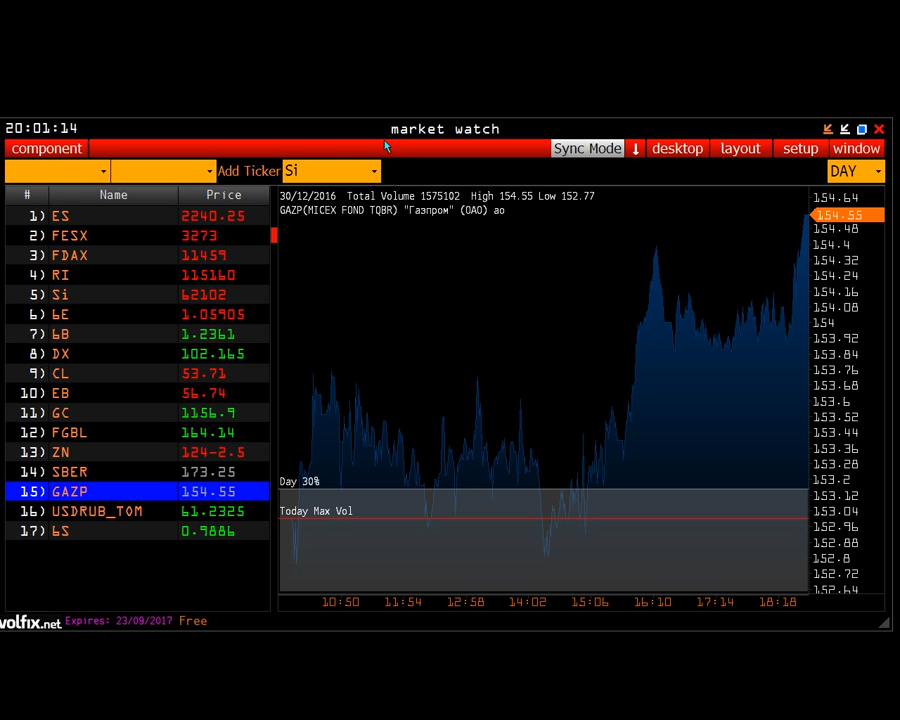 20:01:14 market watch
component Sync Mode desktop layout setup window
Add Ticker Si DAY
# Name Price
1) ES 2240.25
2) FESX 3273
3) FDAX 11459
4) RI 115160
5) Si 62102
6) 6E 1.05905
7) 6B 1.2361
8) DX 102.165
9) CL 53.71
10) EB 56.74
11) GC 1156.9
12) FGBL 164.14
13) ZN 124-2.5
14) SBER 173.25
15) GAZP 154.55
16) USDRUB_TOM 61.2325
17) 6S 0.9886
30/12/2016 Total Volume 1575102 High 154.55 Low 152.77
GAZP(MICEX FOND TQBR) "Газпром" (ОАО) ао
Day 30%
Today Max Vol
154.64
154.55
154.48
154.4
154.32
154.24
154.16
154.08
154
153.92
153.84
153.76
153.68
153.6
153.52
153.44
153.36
153.28
153.2
153.12
153.04
152.96
152.88
152.8
152.72
152.64
10:50 11:54 12:58 14:02 15:06 16:10 17:14 18:18
volfix.net Expires: 23/09/2017 Free